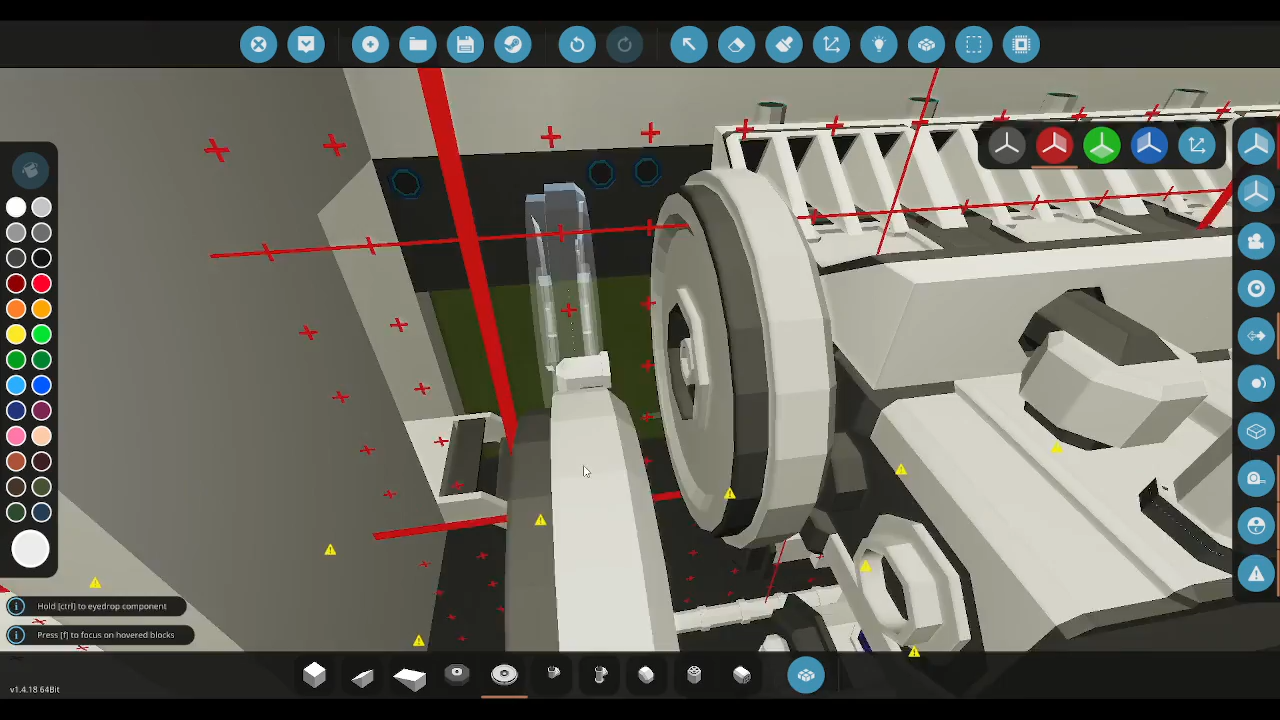 Hold [ctrl] to eyedrop component
Press [f] to focus on hovered blocks
v1.4.18 64Bit